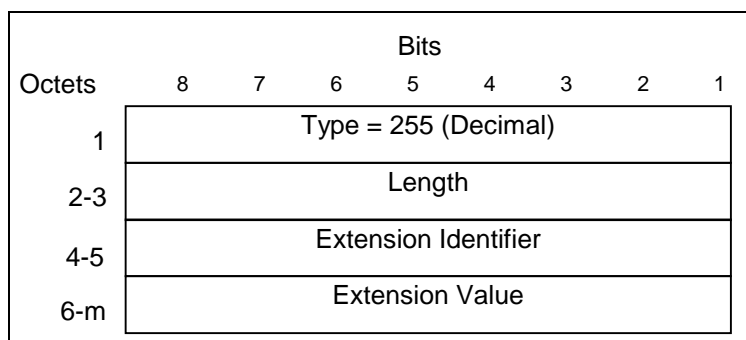 Bits
Octets 8 7 6 5 4 3 2 1
1 Type = 255 (Decimal)
2-3 Length
4-5 Extension Identifier
6-m Extension Value